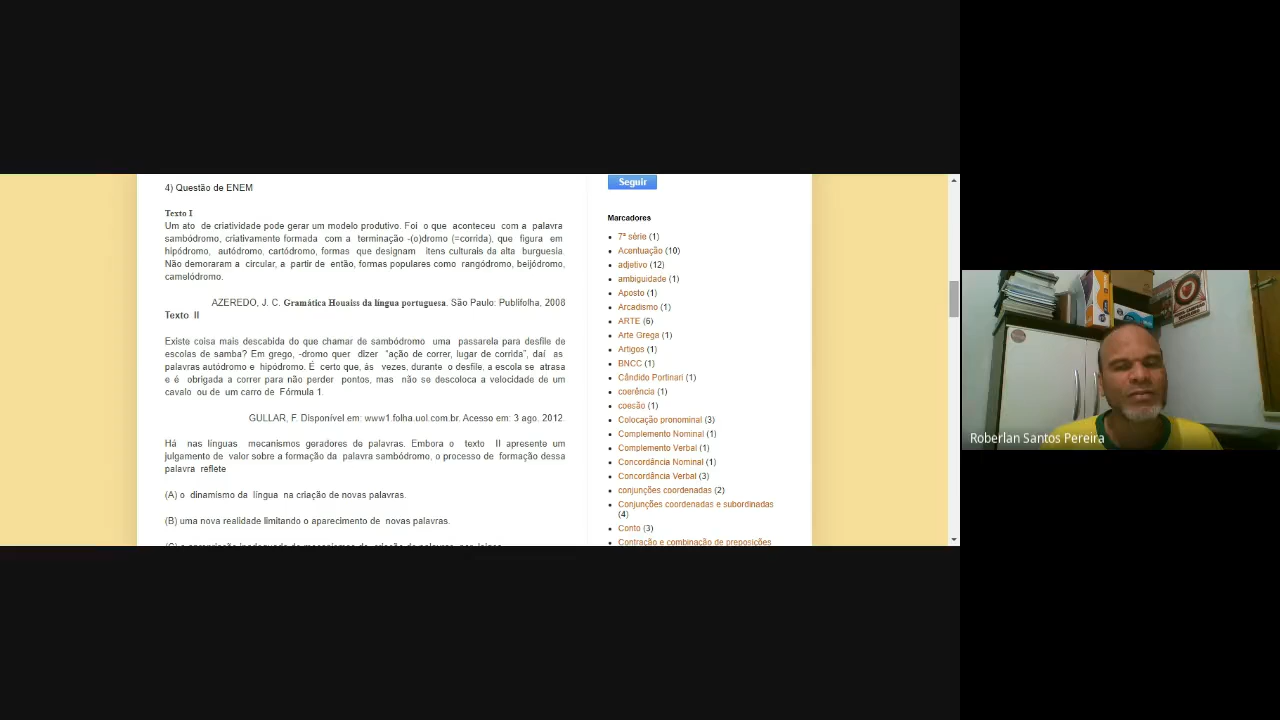 4) Questão de ENEM
Texto I
Um ato de criatividade pode gerar um modelo produtivo. Foi o que aconteceu com a palavra
sambódromo, criativamente formada com a terminação -(o)dromo (=corrida), que figura em
hipódromo, autódromo, cartódromo, formas que designam itens culturais da alta burguesia.
Não demoraram a circular, a partir de então, formas populares como rangódromo, beijódromo,
camelódromo.
AZEREDO, J. C. Gramática Houaiss da língua portuguesa. São Paulo: Publifolha, 2008
Texto II
Existe coisa mais descabida do que chamar de sambódromo uma passarela para desfile de
escolas de samba? Em grego, -dromo quer dizer “ação de correr, lugar de corrida”, daí as
palavras autódromo e hipódromo. É certo que, às vezes, durante o desfile, a escola se atrasa
e é obrigada a correr para não perder pontos, mas não se descoloca a velocidade de um
cavalo ou de um carro de Fórmula 1.
GULLAR, F. Disponível em: www1.folha.uol.com.br. Acesso em: 3 ago. 2012.
Há nas línguas mecanismos geradores de palavras. Embora o texto II apresente um
julgamento de valor sobre a formação da palavra sambódromo, o processo de formação dessa
palavra reflete
(A) o dinamismo da língua na criação de novas palavras.
(B) uma nova realidade limitando o aparecimento de novas palavras.
Seguir
Marcadores
7ª série (1)
Acentuação (10)
adjetivo (12)
ambiguidade (1)
Aposto (1)
Arcadismo (1)
ARTE (6)
Arte Grega (1)
Artigos (1)
BNCC (1)
Cândido Portinari (1)
coerência (1)
coesão (1)
Colocação pronominal (3)
Complemento Nominal (1)
Complemento Verbal (1)
Concordância Nominal (1)
Concordância Verbal (3)
conjunções coordenadas (2)
Conjunções coordenadas e subordinadas
(4)
Conto (3)
Contração e combinação de preposições
Roberlan Santos Pereira